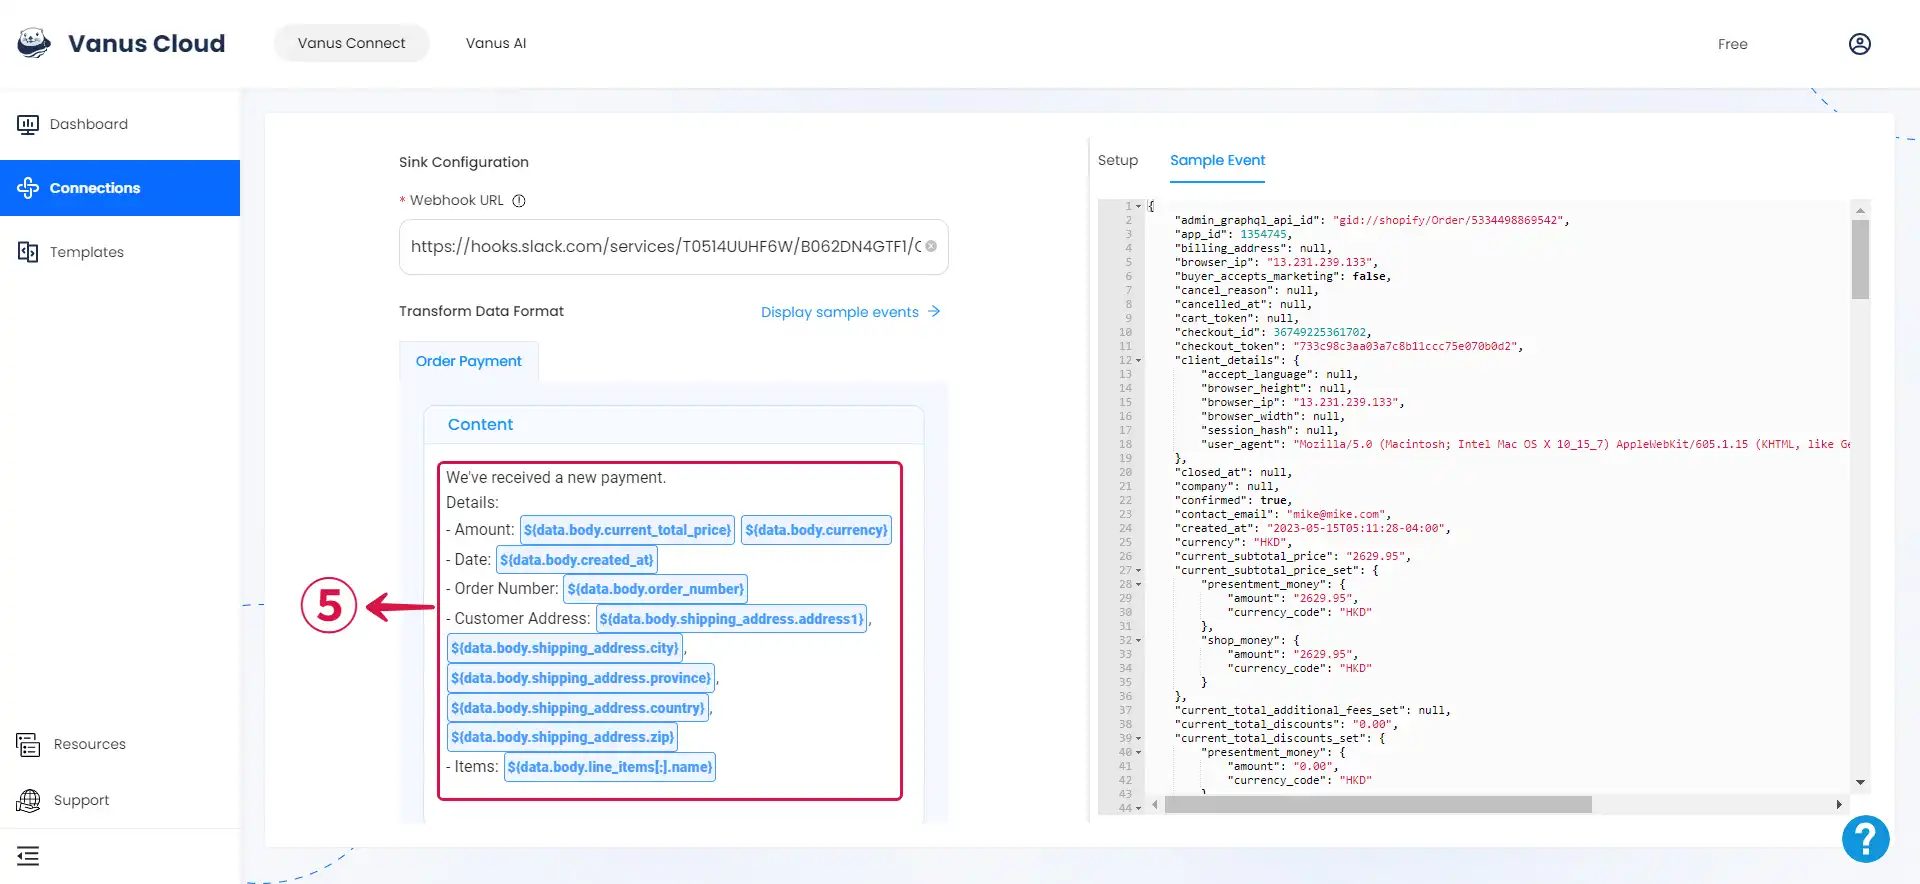 Vanus Cloud
Vanus Connect
Vanus AI
Free
Dashboard
Connections
Templates
Resources
Support
Sink Configuration
* Webhook URL
https://hooks.slack.com/services/T0514UUHF6W/B062DN4GTF1/
Transform Data Format
Display sample events →
Order Payment
Content
We've received a new payment.
Details:
- Amount: ${data.body.current_total_price} ${data.body.currency}
- Date: ${data.body.created_at}
- Order Number: ${data.body.order_number}
- Customer Address: ${data.body.shipping_address.address1},
${data.body.shipping_address.city},
${data.body.shipping_address.province},
${data.body.shipping_address.country},
${data.body.shipping_address.zip}
- Items: ${data.body.line_items[:].name}
5
Setup
Sample Event
1 {
2 "admin_graphql_api_id": "gid://shopify/Order/5334498869542",
3 "app_id": 1354745,
4 "billing_address": null,
5 "browser_ip": "13.231.239.133",
6 "buyer_accepts_marketing": false,
7 "cancel_reason": null,
8 "cancelled_at": null,
9 "cart_token": null,
10 "checkout_id": 36749225361702,
11 "checkout_token": "733c98c3aa03a7c8b11ccc75e070b0d2",
12 "client_details": {
13 "accept_language": null,
14 "browser_height": null,
15 "browser_ip": "13.231.239.133",
16 "browser_width": null,
17 "session_hash": null,
18 "user_agent": "Mozilla/5.0 (Macintosh; Intel Mac OS X 10_15_7) AppleWebKit/605.1.15 (KHTML, like Ge
19 },
20 "closed_at": null,
21 "company": null,
22 "confirmed": true,
23 "contact_email": "mike@mike.com",
24 "created_at": "2023-05-15T05:11:28-04:00",
25 "currency": "HKD",
26 "current_subtotal_price": "2629.95",
27 "current_subtotal_price_set": {
28 "presentment_money": {
29 "amount": "2629.95",
30 "currency_code": "HKD"
31 },
32 "shop_money": {
33 "amount": "2629.95",
34 "currency_code": "HKD"
35 }
36 },
37 "current_total_additional_fees_set": null,
38 "current_total_discounts": "0.00",
39 "current_total_discounts_set": {
40 "presentment_money": {
41 "amount": "0.00",
42 "currency_code": "HKD"
43 },
44
?